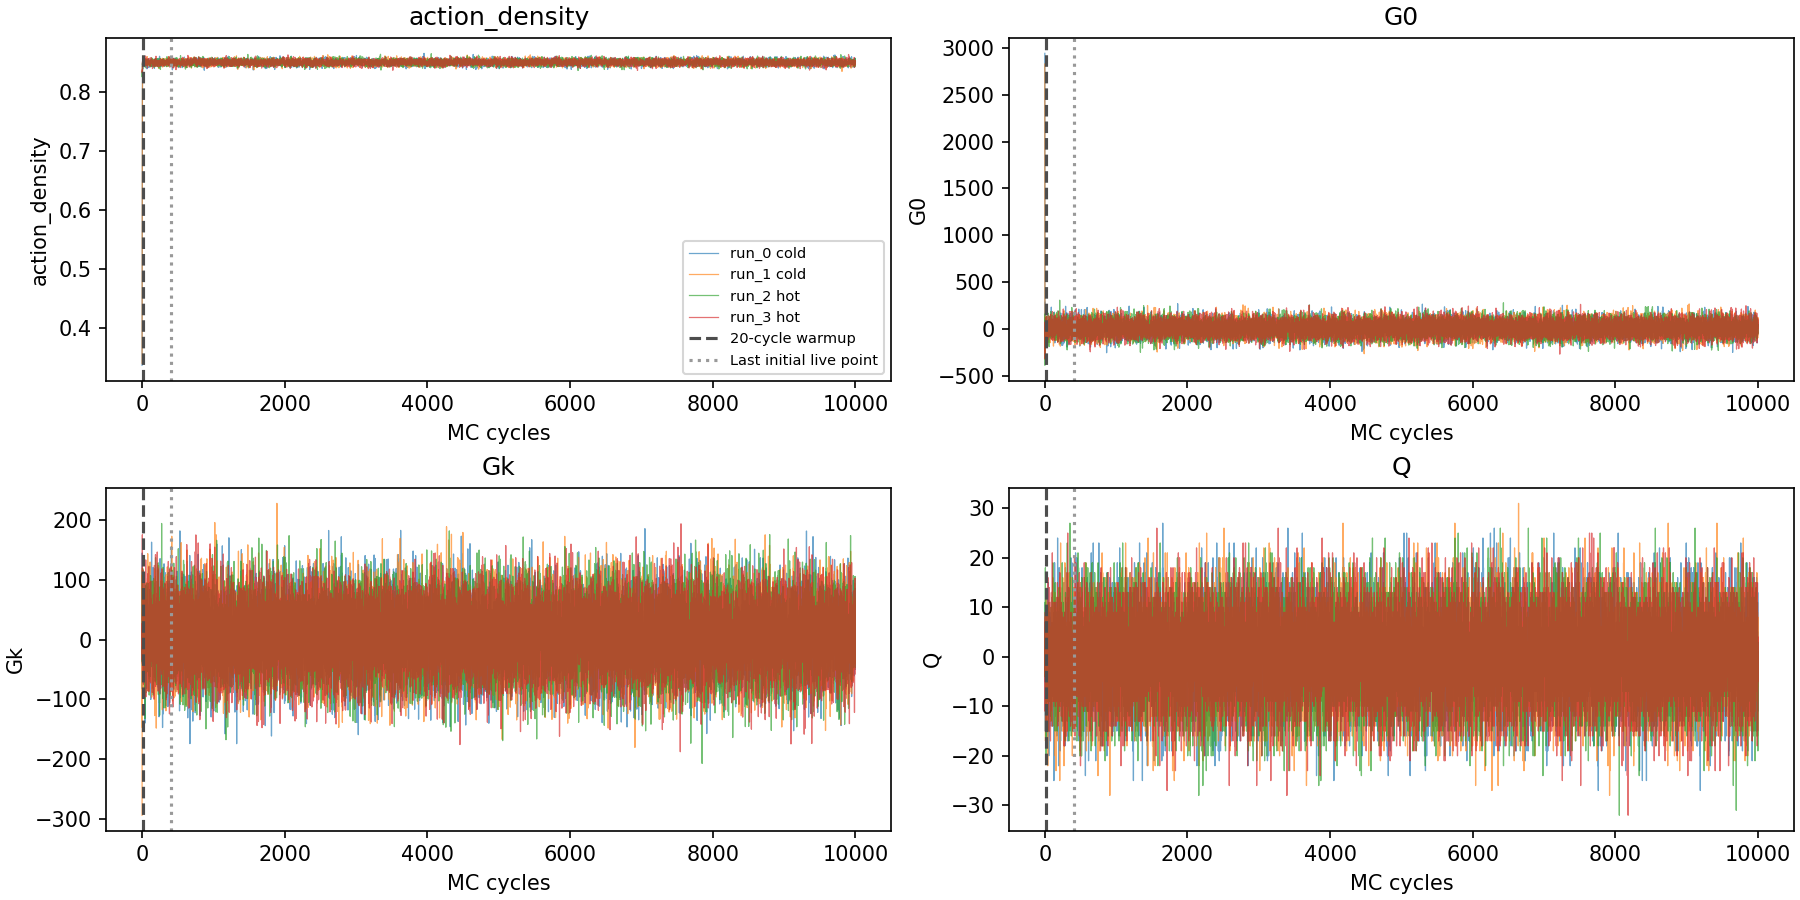 action_density
action_density
0.8
0.7
0.6
0.5
0.4
run_0 cold
run_1 cold
run_2 hot
run_3 hot
20-cycle warmup
Last initial live point
0 2000 4000 6000 8000 10000
MC cycles
G0
G0
3000
2500
2000
1500
1000
500
0
−500
0 2000 4000 6000 8000 10000
MC cycles
Gk
Gk
200
100
0
−100
−200
−300
0 2000 4000 6000 8000 10000
MC cycles
Q
Q
30
20
10
0
−10
−20
−30
0 2000 4000 6000 8000 10000
MC cycles